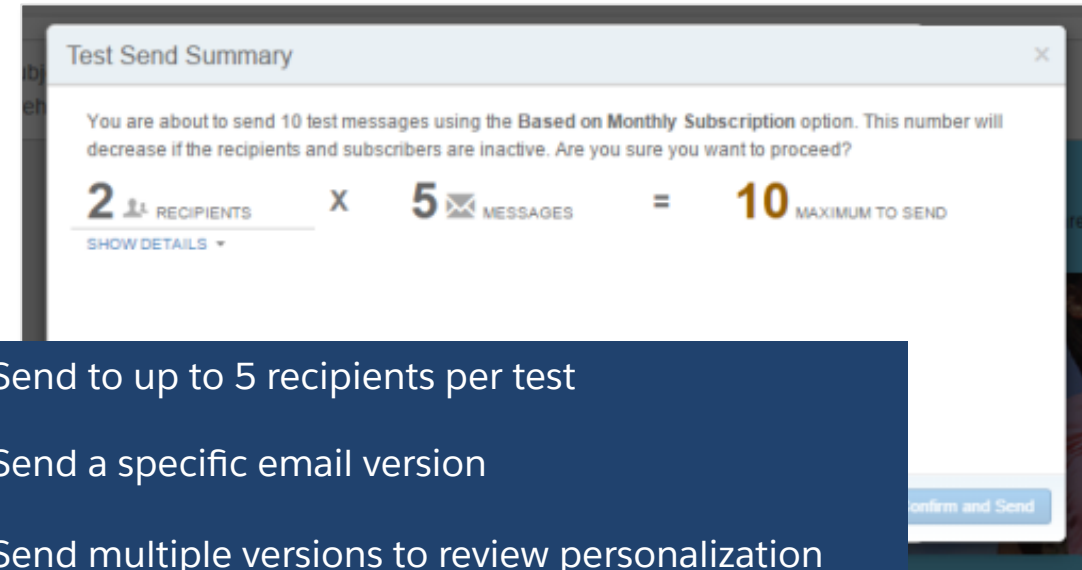 Test Send Summary ×
You are about to send 10 test messages using the Based on Monthly Subscription option. This number will
decrease if the recipients and subscribers are inactive. Are you sure you want to proceed?
2 RECIPIENTS X 5 MESSAGES = 10 MAXIMUM TO SEND
SHOW DETAILS
Send to up to 5 recipients per test
Send a specific email version
Confirm and Send
Send multiple versions to review personalization